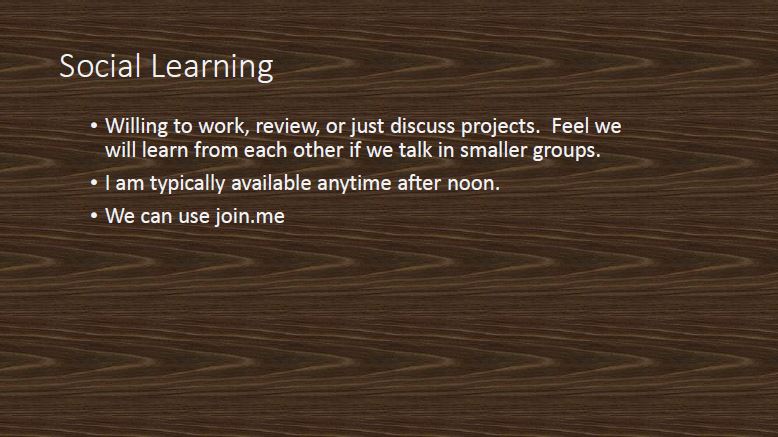 Social Learning
• Willing to work, review, or just discuss projects.  Feel we
will learn from each other if we talk in smaller groups.
• I am typically available anytime after noon.
• We can use join.me